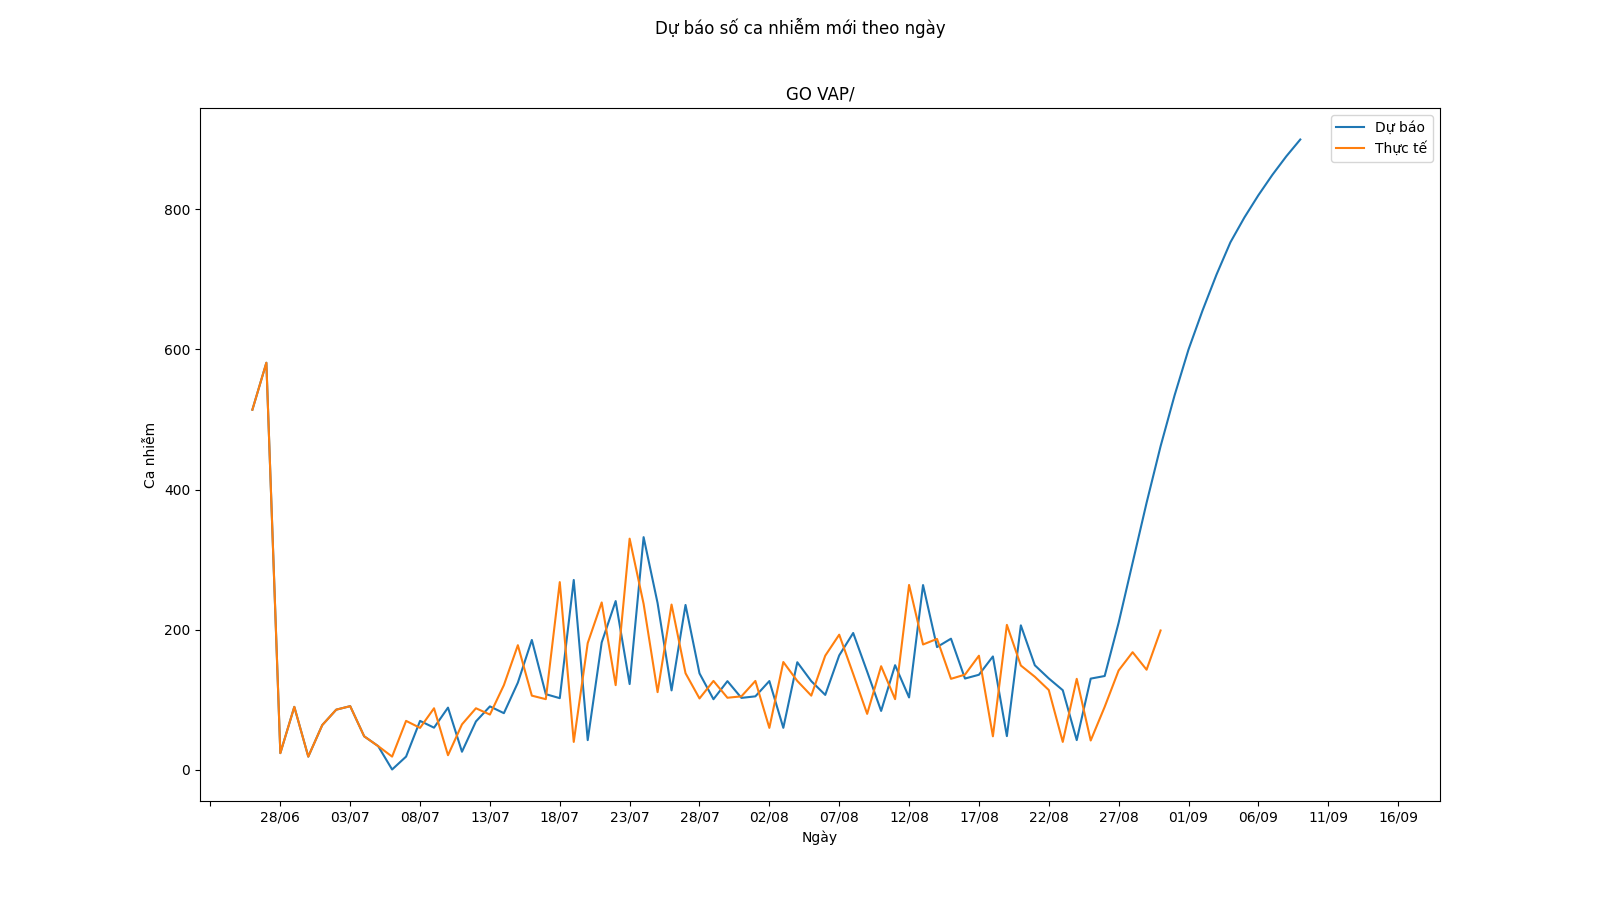 Dự báo số ca nhiễm mới theo ngày
GO VAP/
Dự báo
Thực tế
800
600
400
200
0
Ca nhiễm
28/06 03/07 08/07 13/07 18/07 23/07 28/07 02/08 07/08 12/08 17/08 22/08 27/08 01/09 06/09 11/09 16/09
Ngày